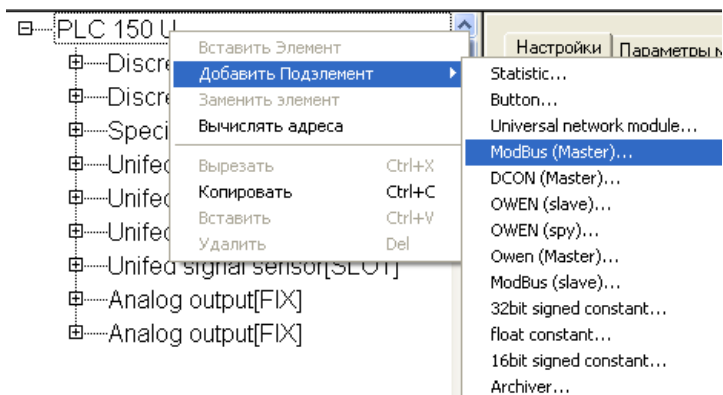 PLC 150 U
Discre
Discre
Speci
Unifed
Unifed
Unifed
Unifed signal sensor[SLOT]
Analog output[FIX]
Analog output[FIX]
Вставить Элемент
Добавить Подэлемент
Заменить элемент
Вычислять адреса
Вырезать Ctrl+X
Копировать Ctrl+C
Вставить Ctrl+V
Удалить Del
Настройки Параметры м
Statistic...
Button...
Universal network module...
ModBus (Master)...
DCON (Master)...
OWEN (slave)...
OWEN (spy)...
Owen (Master)...
ModBus (slave)...
32bit signed constant...
float constant...
16bit signed constant...
Archiver...